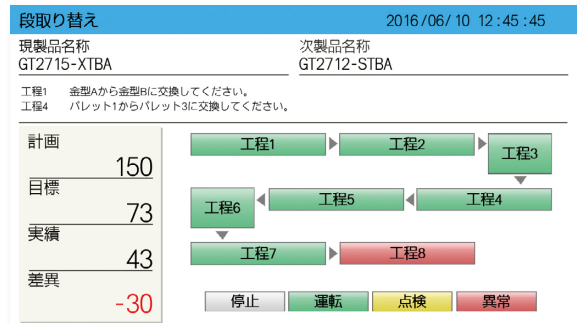 段取り替え 2016/06/10 12:45:45
現製品名称 次製品名称
GT2715-XTBA GT2712-STBA
工程1 金型Aから金型Bに交換してください。
工程4 パレット1からパレット3に交換してください。
計画
150
目標
73
実績
43
差異
-30
工程1 工程2 工程3
工程6 工程5 工程4
工程7 工程8
停止 運転 点検 異常